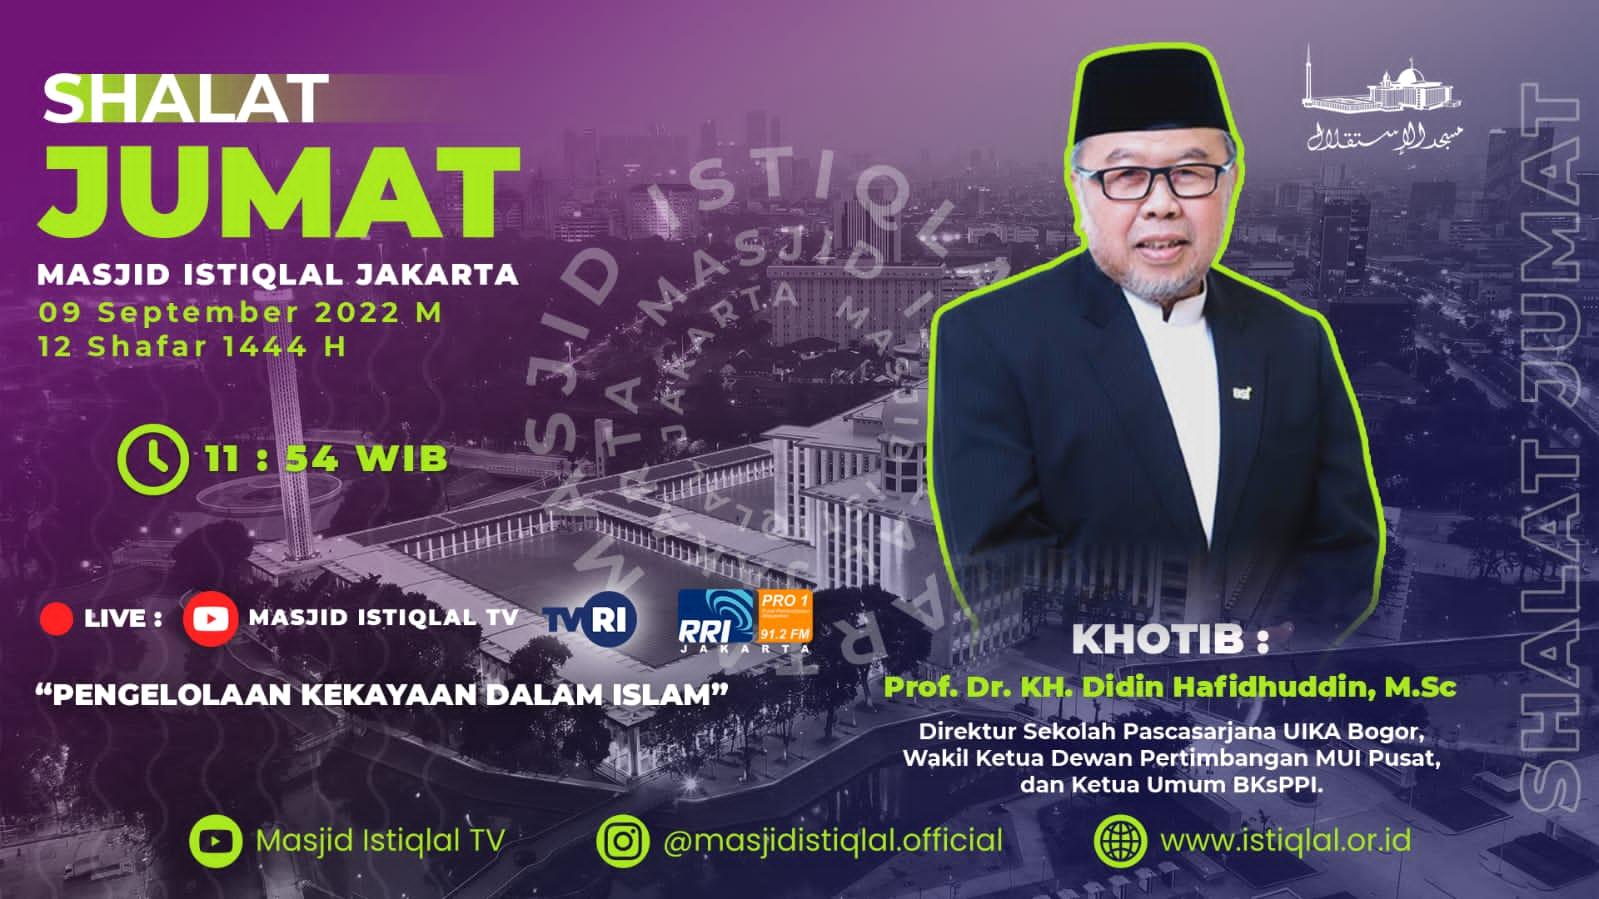 SHALAT
JUMAT
MASJID ISTIQLAL JAKARTA
09 September 2022 M
12 Shafar 1444 H
11 : 54 WIB
LIVE :
MASJID ISTIQLAL TV
TVRI
RRI
JAKARTA
PRO 1
91.2 FM
“PENGELOLAAN KEKAYAAN DALAM ISLAM”
MASJID ISTIQLAL JAKARTA
مسجد الإستقلال
BSI
KHOTIB :
Prof. Dr. KH. Didin Hafidhuddin, M.Sc
Direktur Sekolah Pascasarjana UIKA Bogor,
Wakil Ketua Dewan Pertimbangan MUI Pusat,
dan Ketua Umum BKsPPI.
SHALAAT JUMAT
Masjid Istiqlal TV
@masjidistiqlal.official
www.istiqlal.or.id